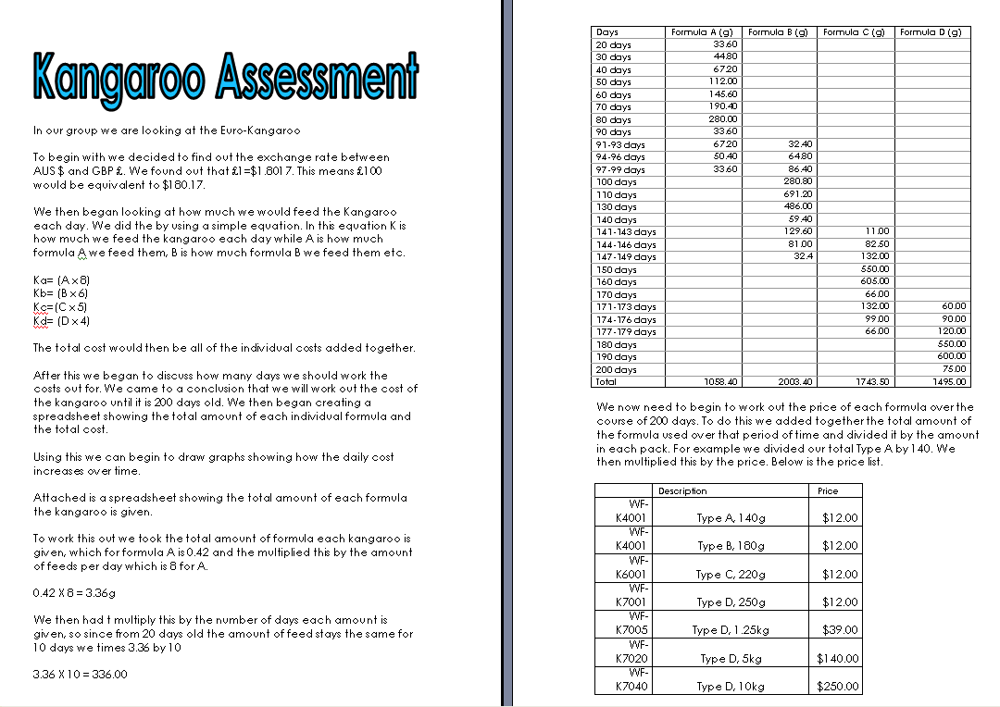 Kangaroo Assessment
In our group we are looking at the Euro-Kangaroo
To begin with we decided to find out the exchange rate between
AUS $ and GBP £. We found out that £1=$1.8017. This means £100
would be equivalent to $180.17.
We then began looking at how much we would feed the Kangaroo
each day. We did the by using a simple equation. In this equation K is
how much we feed the kangaroo each day while A is how much
formula A we feed them, B is how much formula B we feed them etc.
Ka= (A x 8)
Kb= (B x 6)
Kc=(C x 5)
Kd= (D x 4)
The total cost would then be all of the individual costs added together.
After this we began to discuss how many days we should work the
costs out for. We came to a conclusion that we will work out the cost of
the kangaroo until it is 200 days old. We then began creating a
spreadsheet showing the total amount of each individual formula and
the total cost.
Using this we can begin to draw graphs showing how the daily cost
increases over time.
Attached is a spreadsheet showing the total amount of each formula
the kangaroo is given.
To work this out we took the total amount of formula each kangaroo is
given, which for formula A is 0.42 and the multiplied this by the amount
of feeds per day which is 8 for A.
0.42 X 8 = 3.36g
We then had t multiply this by the number of days each amount is
given, so since from 20 days old the amount of feed stays the same for
10 days we times 3.36 by 10
3.36 X 10 = 336.00
Days Formula A (g) Formula B (g) Formula C (g) Formula D (g)
20 days 33.60
30 days 44.80
40 days 67.20
50 days 112.00
60 days 145.60
70 days 190.40
80 days 280.00
90 days 33.60
91-93 days 67.20 32.40
94-96 days 50.40 64.80
97-99 days 33.60 86.40
100 days 280.80
110 days 691.20
130 days 486.00
140 days 59.40
141-143 days 129.60 11.00
144-146 days 81.00 82.50
147-149 days 32.4 132.00
150 days 550.00
160 days 605.00
170 days 66.00
171-173 days 132.00 60.00
174-176 days 99.00 90.00
177-179 days 66.00 120.00
180 days 550.00
190 days 600.00
200 days 75.00
Total 1058.40 2003.40 1743.50 1495.00
We now need to begin to work out the price of each formula over the
course of 200 days. To do this we added together the total amount of
the formula used over that period of time and divided it by the amount
in each pack. For example we divided our total Type A by 140. We
then multiplied this by the price. Below is the price list.
Description Price
WF-
K4001 Type A, 140g $12.00
WF-
K4001 Type B, 180g $12.00
WF-
K6001 Type C, 220g $12.00
WF-
K7001 Type D, 250g $12.00
WF-
K7005 Type D, 1.25kg $39.00
WF-
K7020 Type D, 5kg $140.00
WF-
K7040 Type D, 10kg $250.00